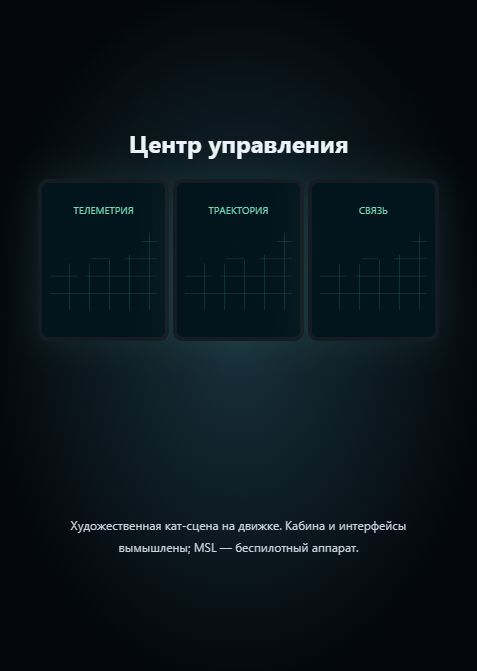 Центр управления
ТЕЛЕМЕТРИЯ
ТРАЕКТОРИЯ
СВЯЗЬ
Художественная кат-сцена на движке. Кабина и интерфейсы
вымышлены; MSL — беспилотный аппарат.